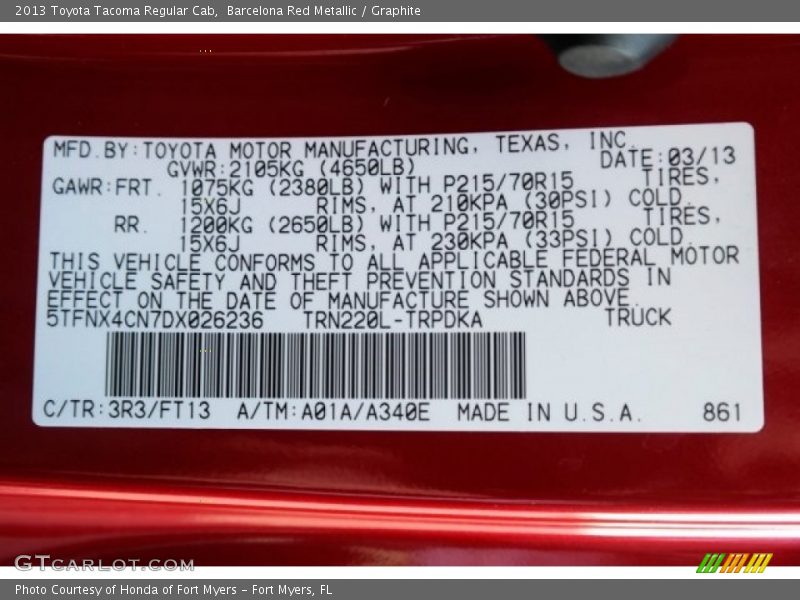 2013 Toyota Tacoma Regular Cab,  Barcelona Red Metallic / Graphite
MFD.BY:TOYOTA MOTOR MANUFACTURING, TEXAS, INC.
GVWR:2105KG (4650LB) DATE:03/13
GAWR:FRT. 1075KG (2380LB) WITH P215/70R15 TIRES,
15X6J RIMS, AT 210KPA (30PSI) COLD.
RR. 1200KG (2650LB) WITH P215/70R15 TIRES,
15X6J RIMS, AT 230KPA (33PSI) COLD.
THIS VEHICLE CONFORMS TO ALL APPLICABLE FEDERAL MOTOR
VEHICLE SAFETY AND THEFT PREVENTION STANDARDS IN
EFFECT ON THE DATE OF MANUFACTURE SHOWN ABOVE.
5TFNX4CN7DX026236 TRN220L-TRPDKA TRUCK
C/TR:3R3/FT13 A/TM:A01A/A340E MADE IN U.S.A. 861
GTCARLOT.COM
Photo Courtesy of Honda of Fort Myers - Fort Myers, FL